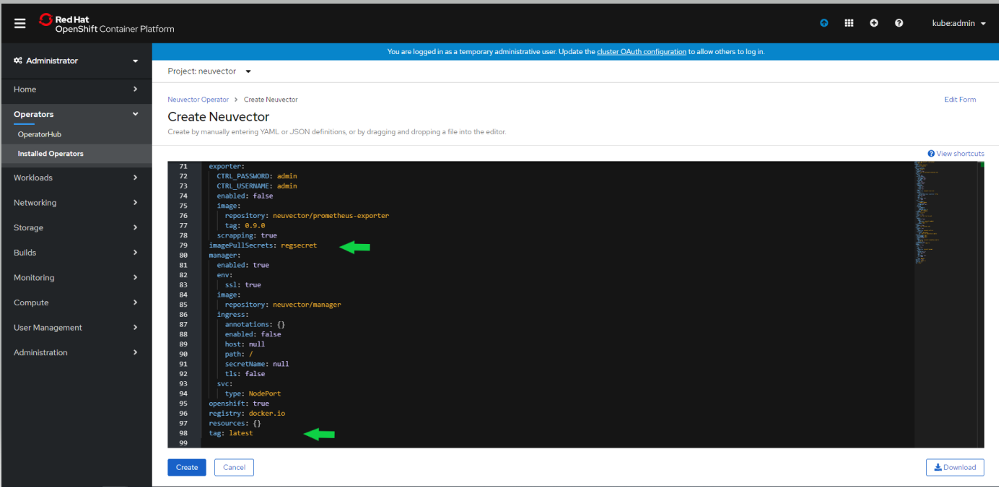 Red Hat
OpenShift Container Platform
kube:admin
You are logged in as a temporary administrative user. Update the cluster OAuth configuration to allow others to log in.
Administrator
Home
Operators
OperatorHub
Installed Operators
Workloads
Networking
Storage
Builds
Monitoring
Compute
User Management
Administration
Project: neuvector
Neuvector Operator > Create Neuvector
Edit Form
Create Neuvector
Create by manually entering YAML or JSON definitions, or by dragging and dropping a file into the editor.
View shortcuts
71 exporter:
72 CTRL_PASSWORD: admin
73 CTRL_USERNAME: admin
74 enabled: false
75 image:
76 repository: neuvector/prometheus-exporter
77 tag: 0.9.0
78 scrapping: true
79 imagePullSecrets: regsecret
80 manager:
81 enabled: true
82 env:
83 ssl: true
84 image:
85 repository: neuvector/manager
86 ingress:
87 annotations: {}
88 enabled: false
89 host: null
90 path: /
91 secretName: null
92 tls: false
93 svc:
94 type: NodePort
95 openshift: true
96 registry: docker.io
97 resources: {}
98 tag: latest
99
Create
Cancel
Download